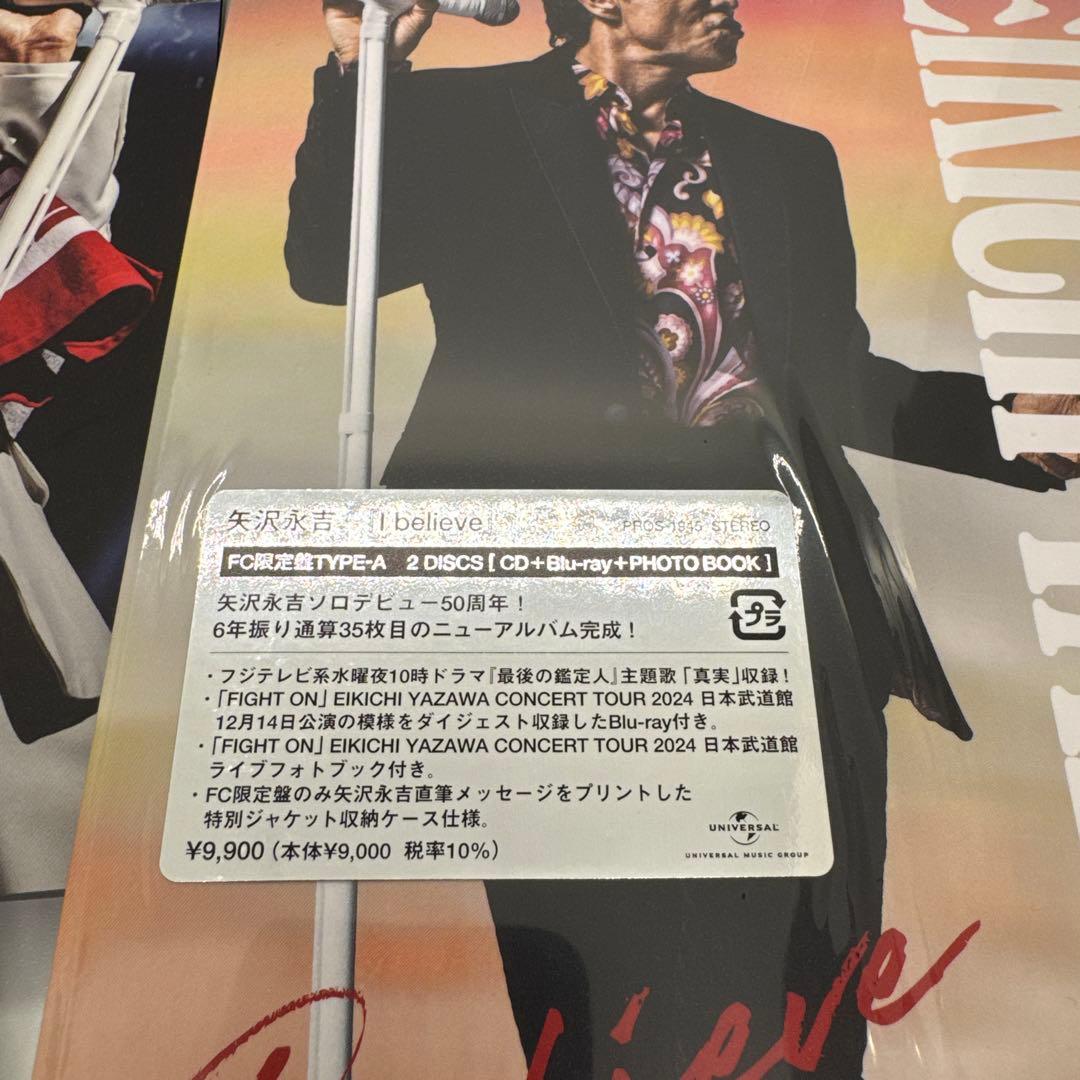 EIKICHI
矢沢永吉 『I believe』 PROS-1945 STEREO
FC限定盤TYPE-A 2 DISCS [ CD+Blu-ray+PHOTO BOOK ]
矢沢永吉ソロデビュー50周年！
6年振り通算35枚目のニューアルバム完成！
プラ
・フジテレビ系水曜夜10時ドラマ『最後の鑑定人』主題歌「真実」収録！
・「FIGHT ON」EIKICHI YAZAWA CONCERT TOUR 2024 日本武道館
12月14日公演の模様をダイジェスト収録したBlu-ray付き。
・「FIGHT ON」EIKICHI YAZAWA CONCERT TOUR 2024 日本武道館
ライブフォトブック付き。
・FC限定盤のみ矢沢永吉直筆メッセージをプリントした
特別ジャケット収納ケース仕様。
¥9,900（本体¥9,000 税率10%）
UNIVERSAL
UNIVERSAL MUSIC GROUP